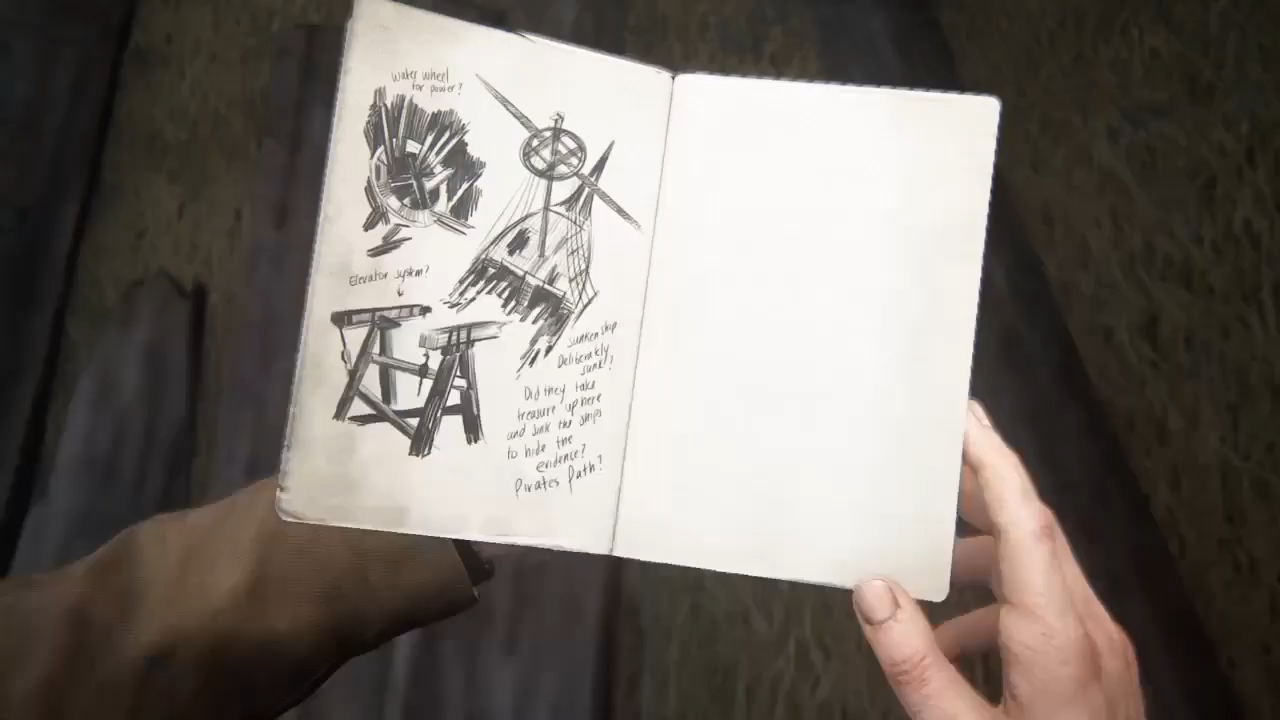 Water wheel
for power?
Elevator system?
Sunken ship
Deliberately
sunk?
Did they take
treasure up here
and sink the ships
to hide the
evidence?
Pirates Path?